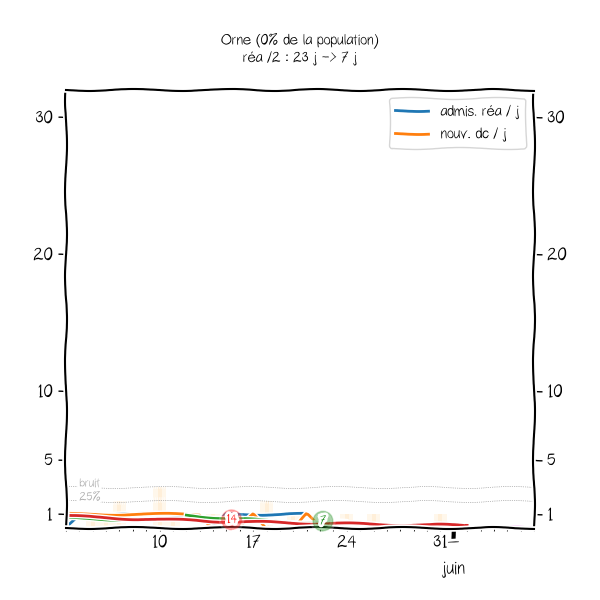 Orne (0% de la population)
réa /2 : 23 j -> 7 j
admis. réa / j
nouv. dc / j
30
30
20
20
10
10
5
5
bruit
25%
1
14
7
1
10
17
24
31
juin